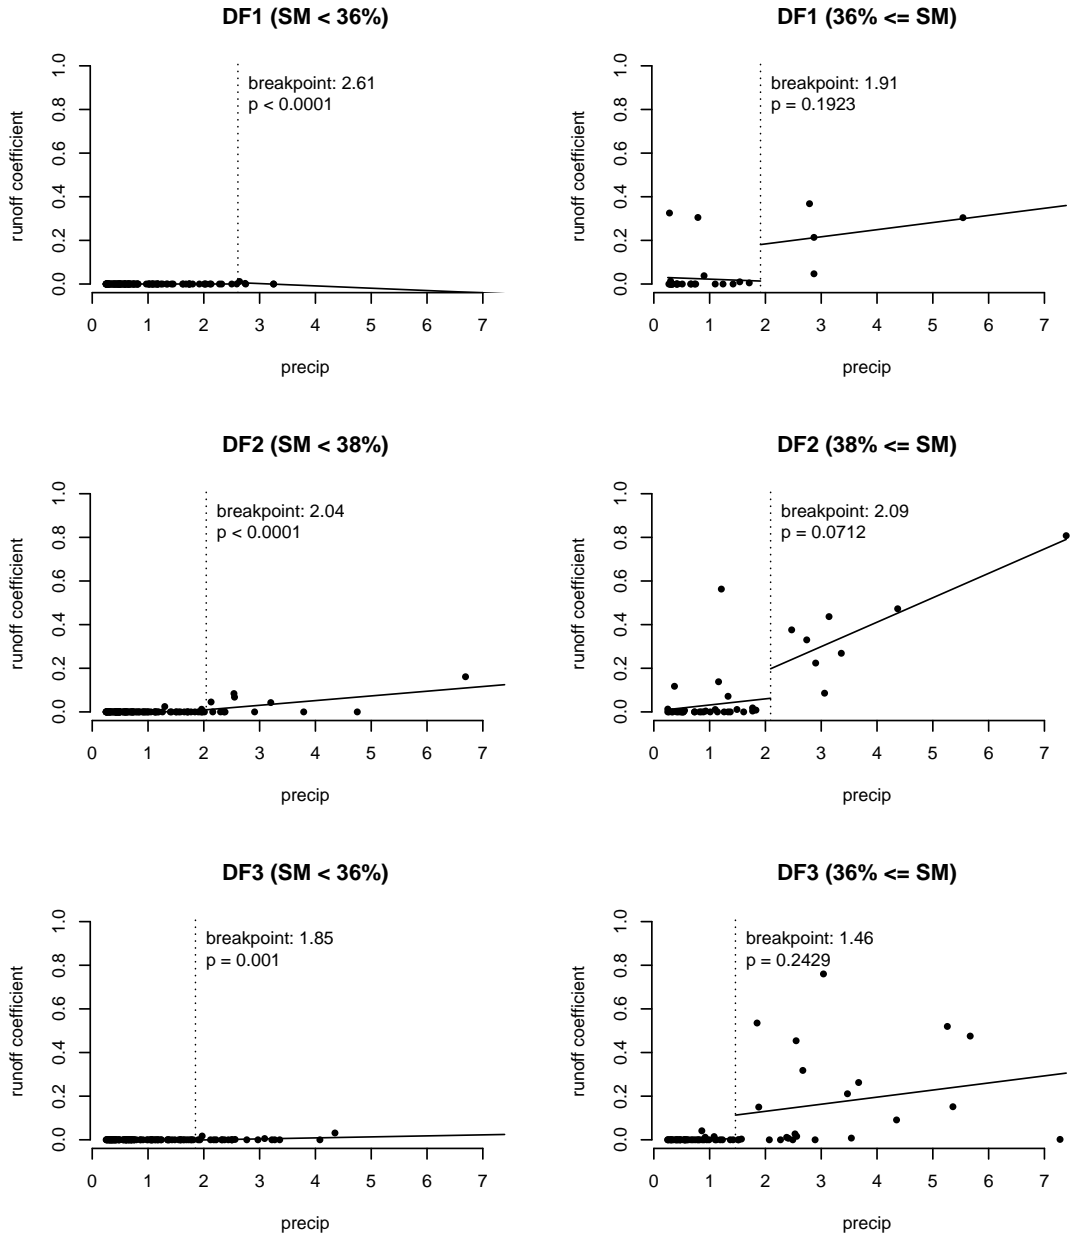 DF1 (SM < 36%)
breakpoint: 2.61
p < 0.0001
runoff coefficient
0.0 0.2 0.4 0.6 0.8 1.0
0 1 2 3 4 5 6 7
precip
DF1 (36% <= SM)
breakpoint: 1.91
p = 0.1923
runoff coefficient
0.0 0.2 0.4 0.6 0.8 1.0
0 1 2 3 4 5 6 7
precip
DF2 (SM < 38%)
breakpoint: 2.04
p < 0.0001
runoff coefficient
0.0 0.2 0.4 0.6 0.8 1.0
0 1 2 3 4 5 6 7
precip
DF2 (38% <= SM)
breakpoint: 2.09
p = 0.0712
runoff coefficient
0.0 0.2 0.4 0.6 0.8 1.0
0 1 2 3 4 5 6 7
precip
DF3 (SM < 36%)
breakpoint: 1.85
p = 0.001
runoff coefficient
0.0 0.2 0.4 0.6 0.8 1.0
0 1 2 3 4 5 6 7
precip
DF3 (36% <= SM)
breakpoint: 1.46
p = 0.2429
runoff coefficient
0.0 0.2 0.4 0.6 0.8 1.0
0 1 2 3 4 5 6 7
precip